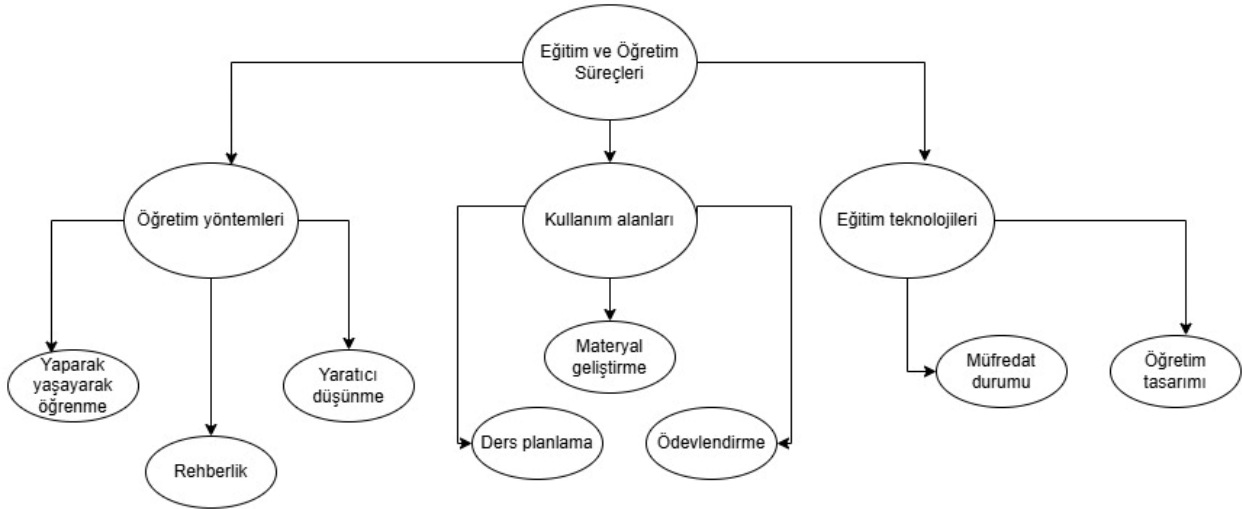 Eğitim ve Öğretim
Süreçleri
Öğretim yöntemleri
Kullanım alanları
Eğitim teknolojileri
Yaparak
yaşayarak
öğrenme
Rehberlik
Yaratıcı
düşünme
Materyal
geliştirme
Ders planlama
Ödevlendirme
Müfredat
durumu
Öğretim
tasarımı